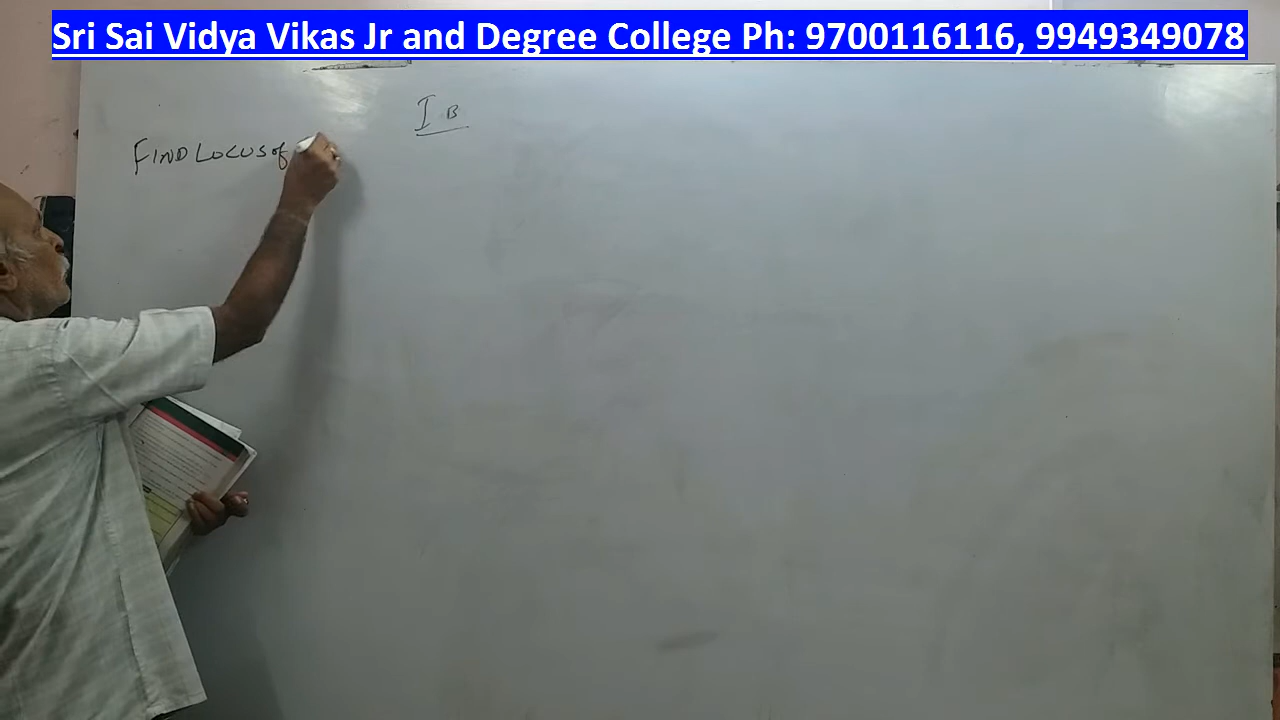 Sri Sai Vidya Vikas Jr and Degree College Ph: 9700116116, 9949349078
I B
FIND LOCUS of